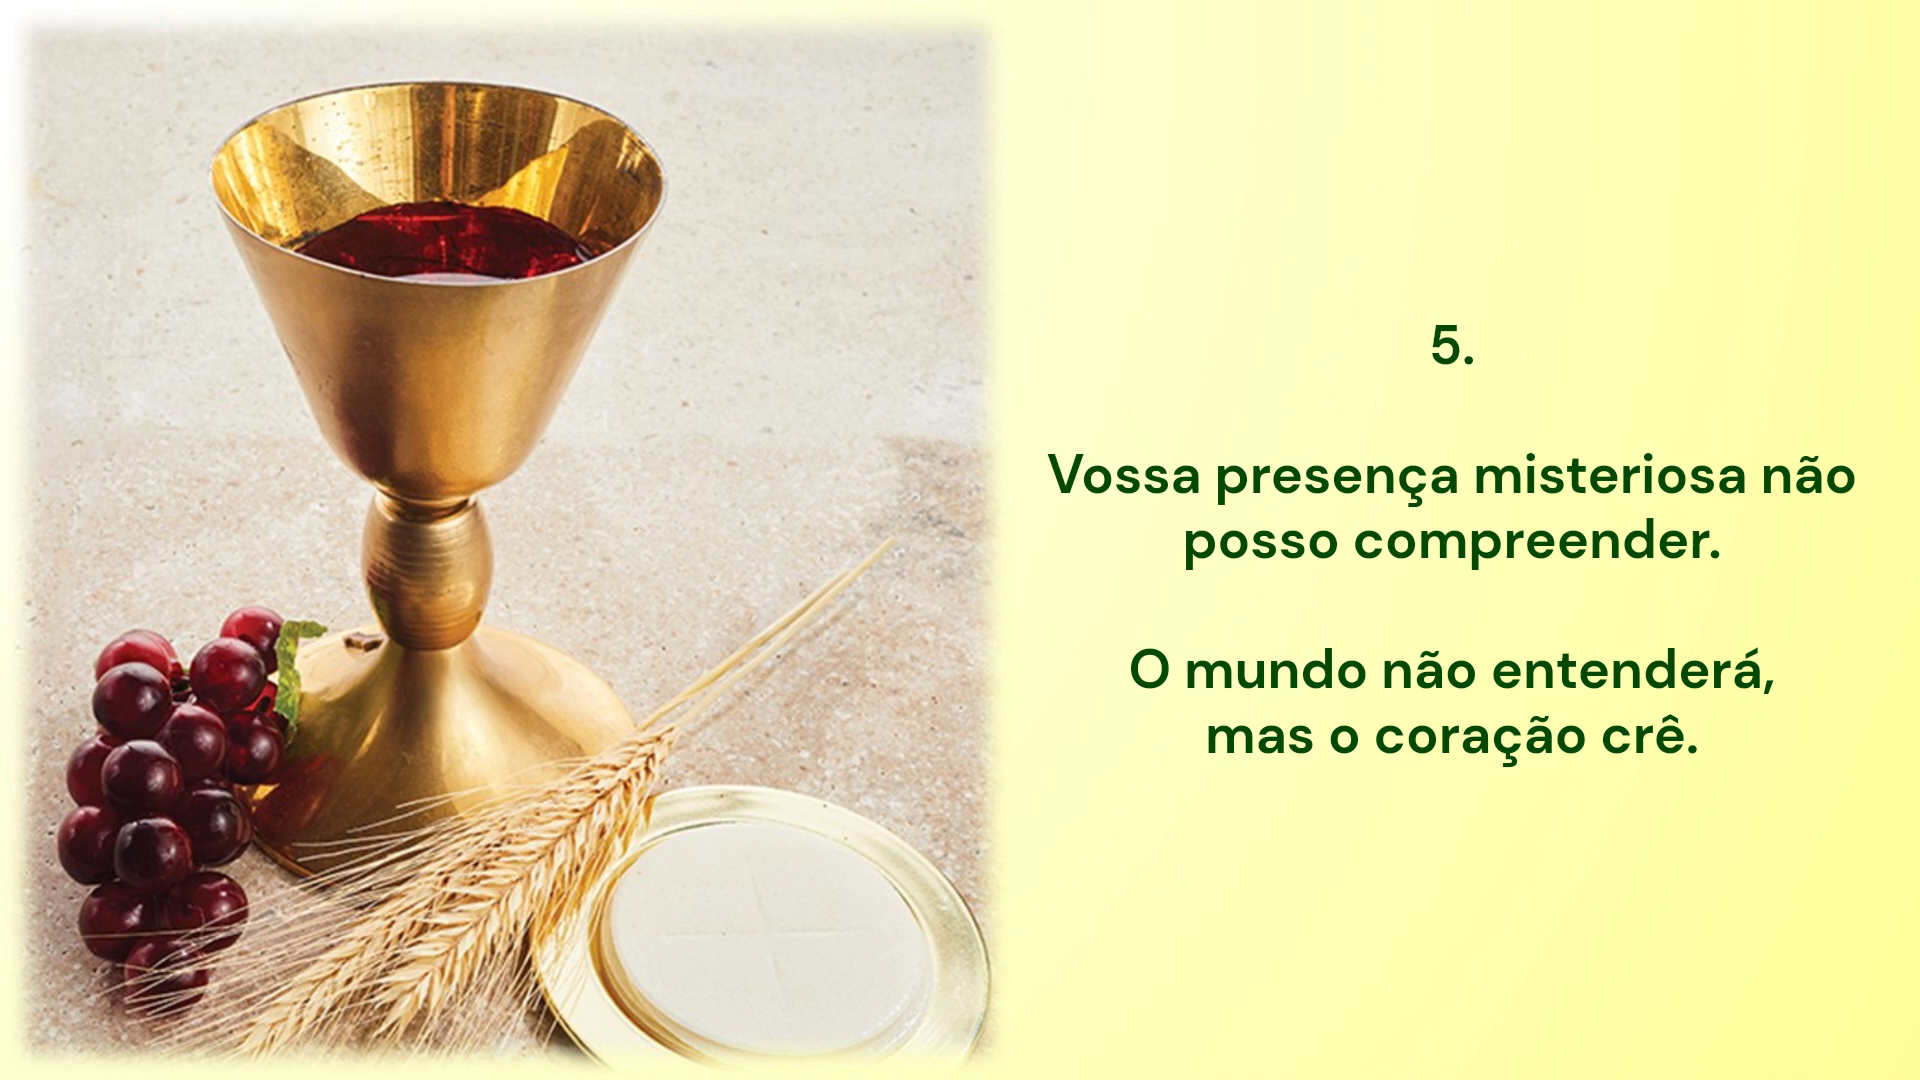 5.
Vossa presença misteriosa não
posso compreender.
O mundo não entenderá,
mas o coração crê.